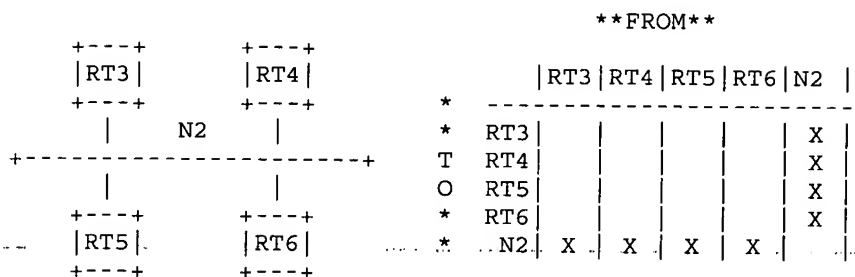 **FROM**
     +---+            +---+
     |RT3|            |RT4|                |RT3|RT4|RT5|RT6|N2 |
     +---+            +---+         *  ------------------------
       |      N2        |           *   RT3|   |   |   |   | X |
 +----------------------+           T   RT4|   |   |   |   | X |
       |                |           O   RT5|   |   |   |   | X |
     +---+            +---+         *   RT6|   |   |   |   | X |
     |RT5|            |RT6|         *    N2| X | X | X | X |   |
     +---+            +---+